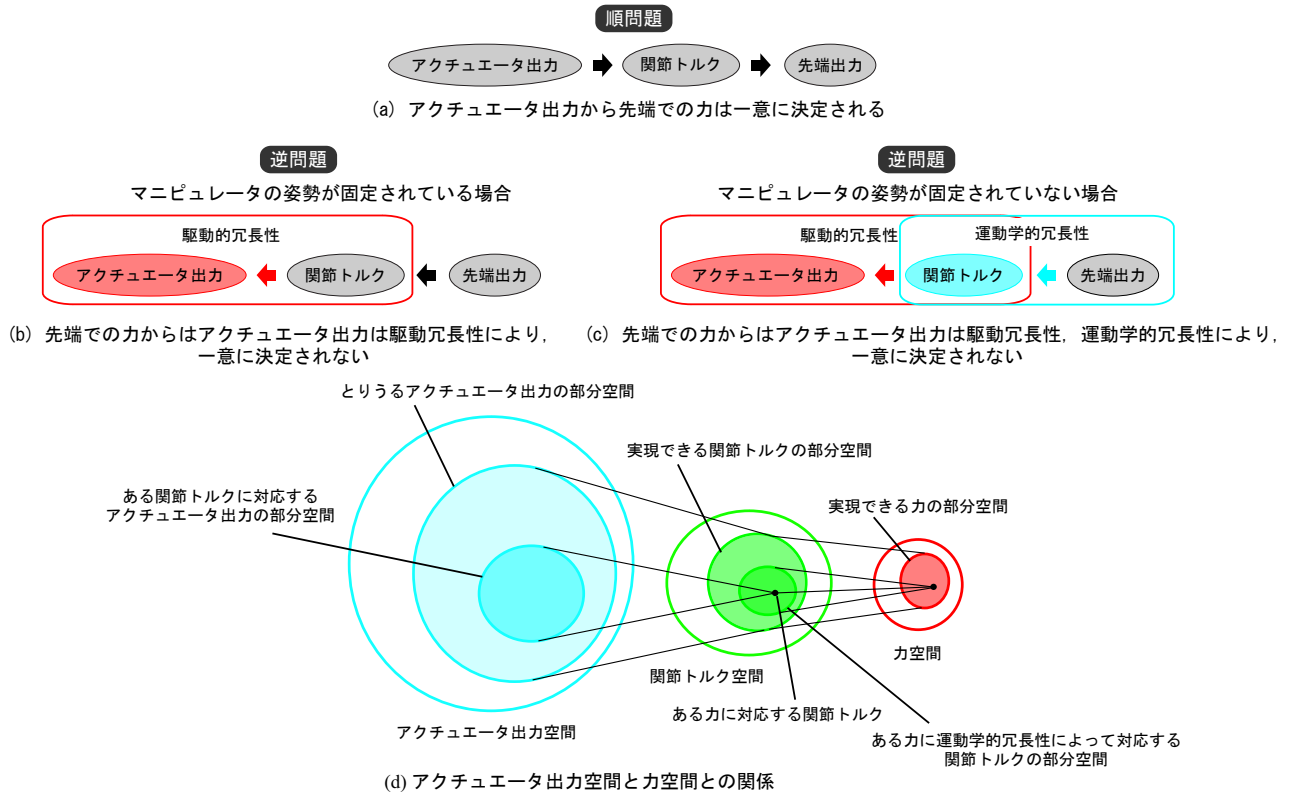 順問題
アクチュエータ出力 関節トルク 先端出力
(a) アクチュエータ出力から先端での力は一意に決定される
逆問題
マニピュレータの姿勢が固定されている場合
駆動的冗長性
アクチュエータ出力 関節トルク 先端出力
(b) 先端での力からはアクチュエータ出力は駆動冗長性により,
一意に決定されない
逆問題
マニピュレータの姿勢が固定されていない場合
駆動的冗長性 運動学的冗長性
アクチュエータ出力 関節トルク 先端出力
(c) 先端での力からはアクチュエータ出力は駆動冗長性, 運動学的冗長性により,
一意に決定されない
とりうるアクチュエータ出力の部分空間
実現できる関節トルクの部分空間
ある関節トルクに対応する
アクチュエータ出力の部分空間
実現できる力の部分空間
力空間
関節トルク空間
ある力に対応する関節トルク
アクチュエータ出力空間
ある力に運動学的冗長性によって対応する
関節トルクの部分空間
(d) アクチュエータ出力空間と力空間との関係